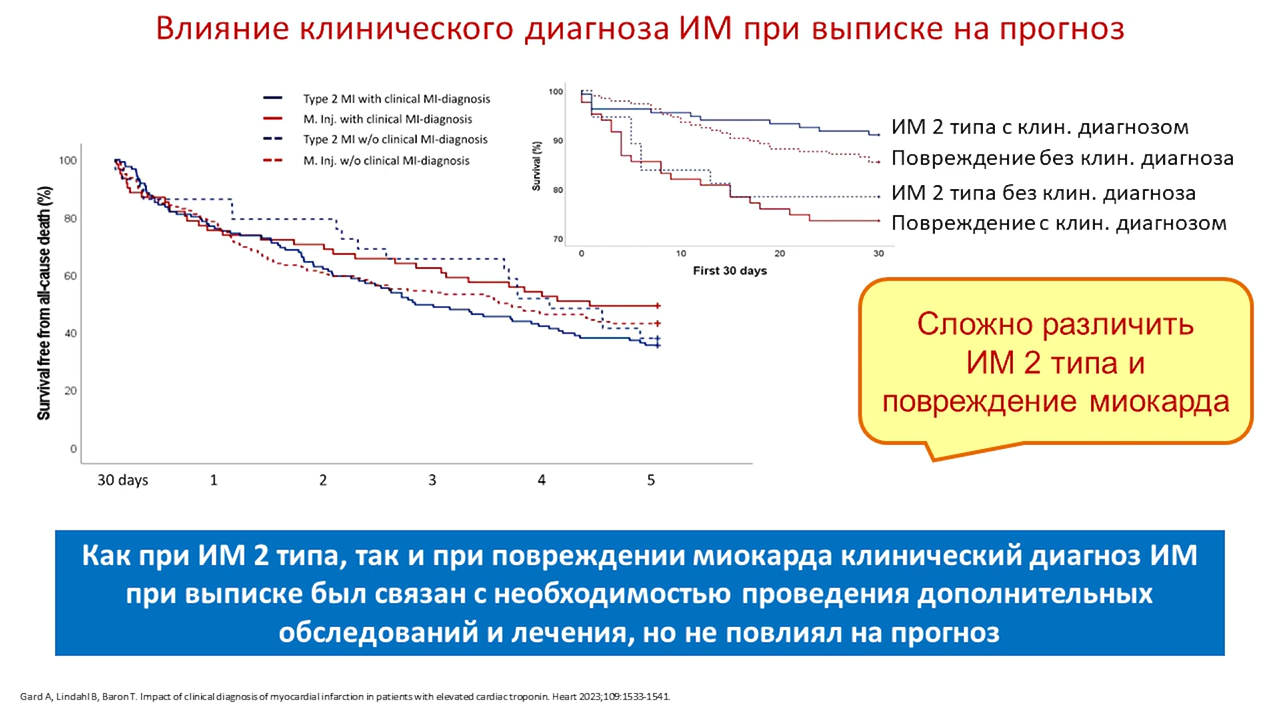 Влияние клинического диагноза ИМ при выписке на прогноз
Type 2 MI with clinical MI-diagnosis
M. Inj. with clinical MI-diagnosis
Type 2 MI w/o clinical MI-diagnosis
M. Inj. w/o clinical MI-diagnosis
Survival free from all-cause death (%)
100
80
60
40
20
0
30 days
1
2
3
4
5
Survival (%)
100
90
80
70
0
10
20
30
First 30 days
ИМ 2 типа с клин. диагнозом
Повреждение без клин. диагноза
ИМ 2 типа без клин. диагноза
Повреждение с клин. диагнозом
Сложно различить
ИМ 2 типа и
повреждение миокарда
Как при ИМ 2 типа, так и при повреждении миокарда клинический диагноз ИМ
при выписке был связан с необходимостью проведения дополнительных
обследований и лечения, но не повлиял на прогноз
Gard A, Lindahl B, Baron T. Impact of clinical diagnosis of myocardial infarction in patients with elevated cardiac troponin. Heart 2023;109:1533-1541.